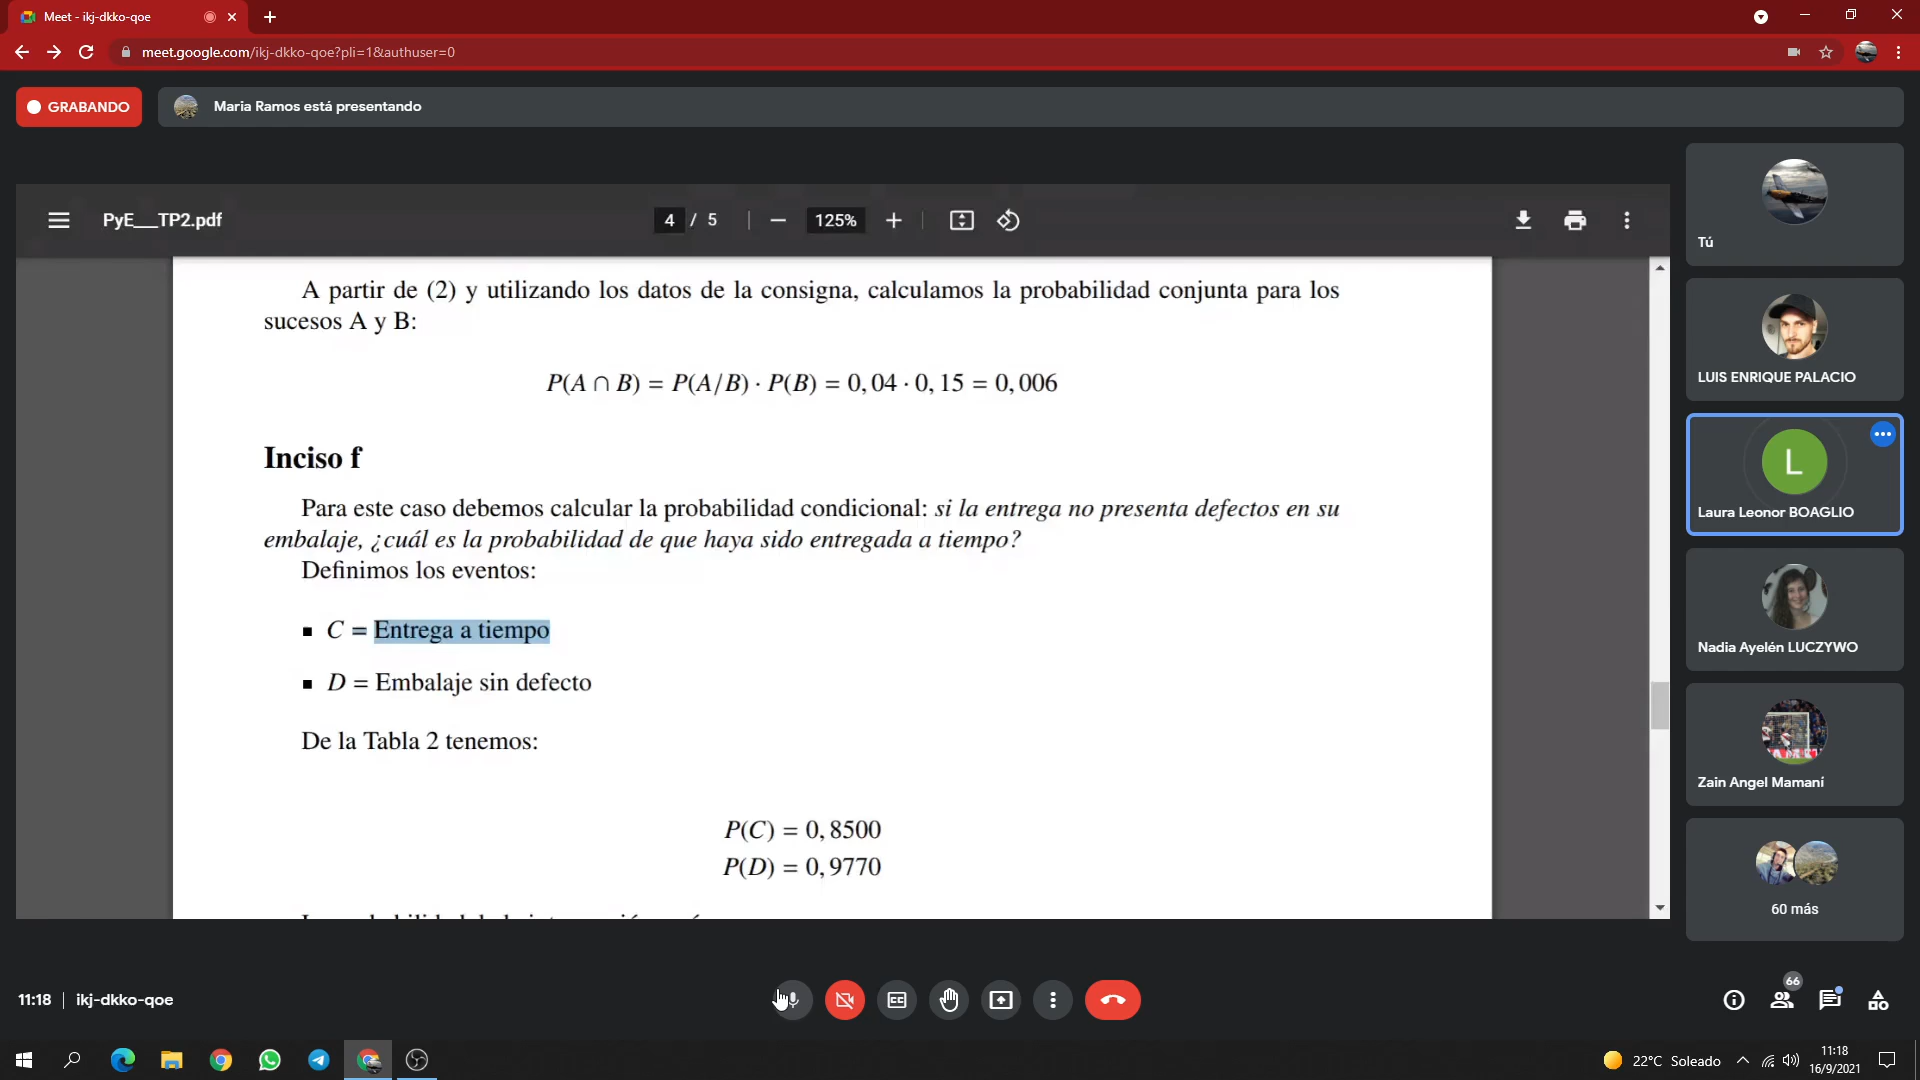 Meet - ikj-dkko-qoe
meet.google.com/ikj-dkko-qoe?pli=1&authuser=0
GRABANDO
Maria Ramos está presentando
PyE___TP2.pdf
4 / 5
125%
A partir de (2) y utilizando los datos de la consigna, calculamos la probabilidad conjunta para los
sucesos A y B:
P(A ∩ B) = P(A/B) · P(B) = 0, 04 · 0, 15 = 0, 006
Inciso f
Para este caso debemos calcular la probabilidad condicional: si la entrega no presenta defectos en su
embalaje, ¿cuál es la probabilidad de que haya sido entregada a tiempo?
Definimos los eventos:
▪ C = Entrega a tiempo
▪ D = Embalaje sin defecto
De la Tabla 2 tenemos:
P(C) = 0, 8500
P(D) = 0, 9770
Tú
LUIS ENRIQUE PALACIO
L
Laura Leonor BOAGLIO
Nadia Ayelén LUCZYWO
Zain Angel Mamaní
60 más
11:18 | ikj-dkko-qoe
66
22°C Soleado
11:18
16/9/2021